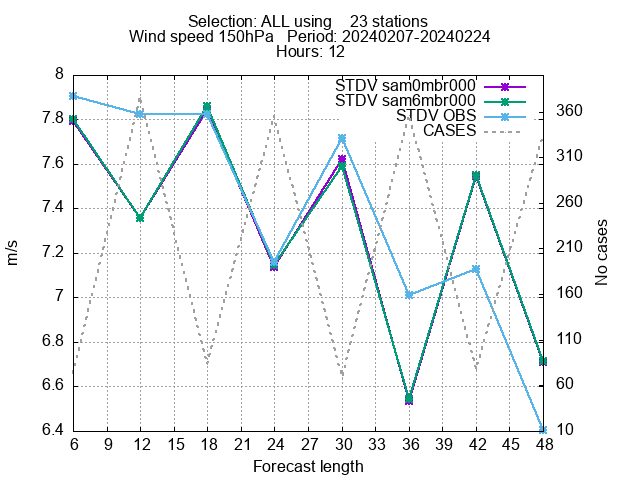 Selection: ALL using    23 stations
Wind speed 150hPa   Period: 20240207-20240224
Hours: 12
STDV sam0mbr000
STDV sam6mbr000
STDV OBS
CASES
8
7.8
7.6
7.4
7.2
7
6.8
6.6
6.4
m/s
360
310
260
210
160
110
60
10
No cases
6 9 12 15 18 21 24 27 30 33 36 39 42 45 48
Forecast length